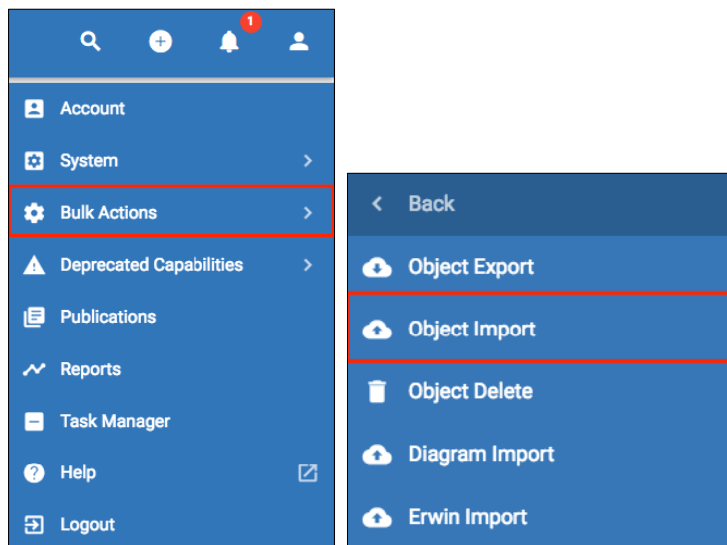 1
Account
System
Bulk Actions
Deprecated Capabilities
Publications
Reports
Task Manager
Help
Logout
Back
Object Export
Object Import
Object Delete
Diagram Import
Erwin Import